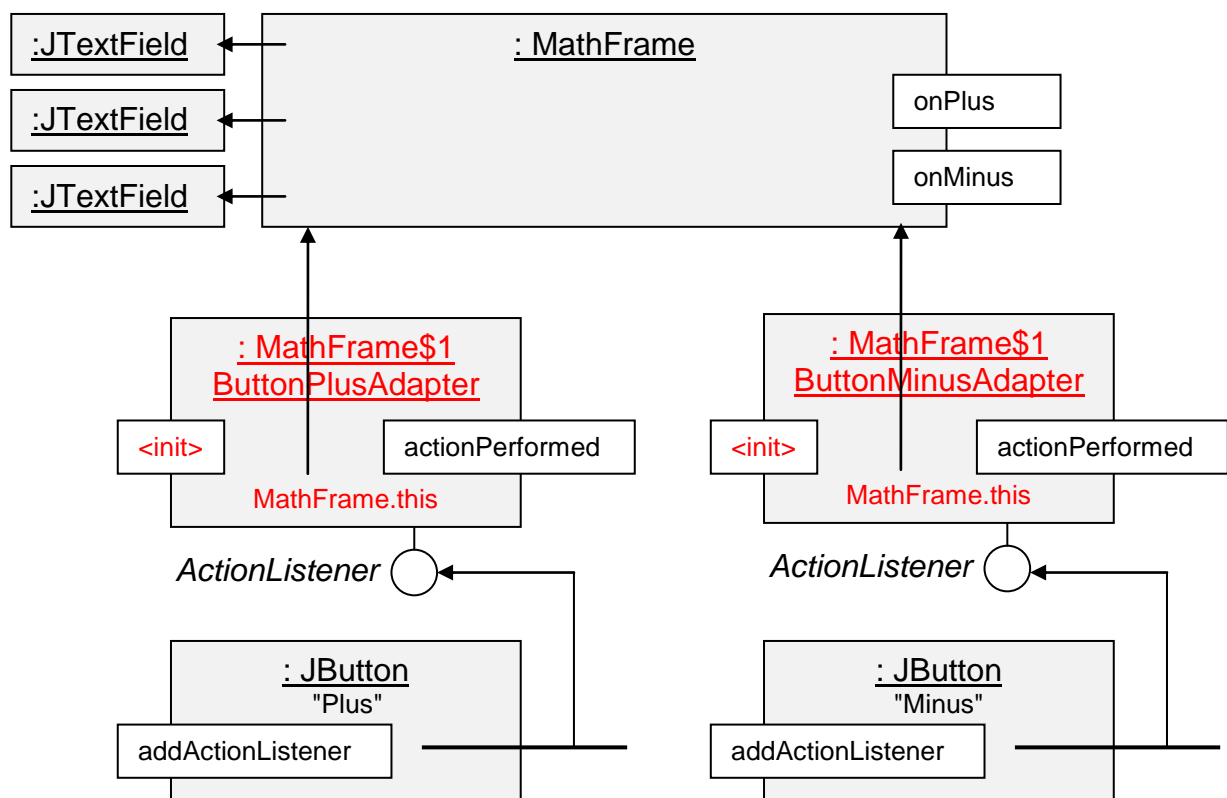 :JTextField
: MathFrame
:JTextField
:JTextField
onPlus
onMinus
: MathFrame$1
ButtonPlusAdapter
<init>
actionPerformed
MathFrame.this
ActionListener
: JButton
"Plus"
addActionListener
: MathFrame$1
ButtonMinusAdapter
<init>
actionPerformed
MathFrame.this
ActionListener
: JButton
"Minus"
addActionListener